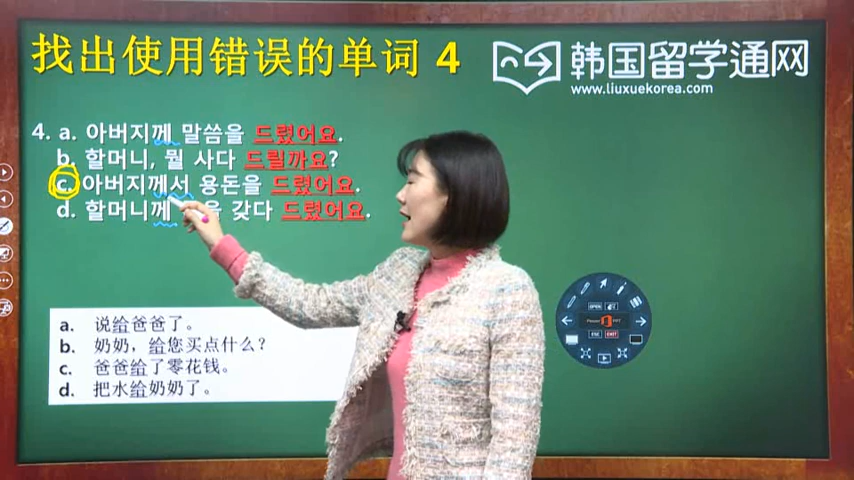 找出使用错误的单词 4
韩国留学通网
www.liuxuekorea.com
4. a. 아버지께 말씀을 드렸어요.
b. 할머니, 뭘 사다 드릴까요?
c. 아버지께서 용돈을 드렸어요.
d. 할머니께 을 갖다 드렸어요.
a. 说给爸爸了。
b. 奶奶，给您买点什么？
c. 爸爸给了零花钱。
d. 把水给奶奶了。